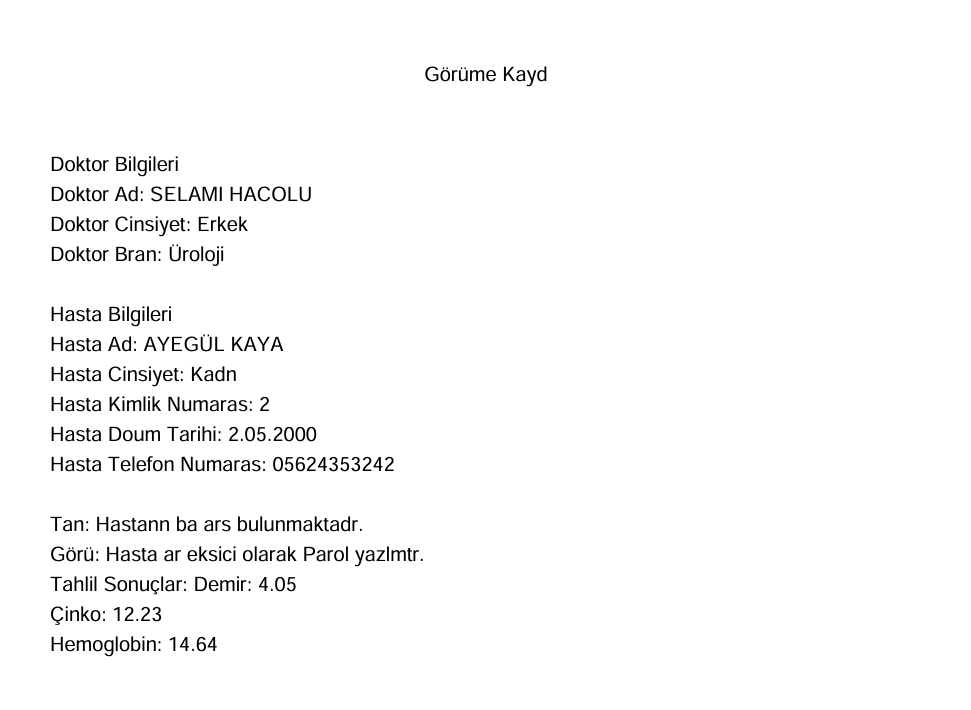 Görüme Kayd
Doktor Bilgileri
Doktor Ad: SELAMI HACOLU
Doktor Cinsiyet: Erkek
Doktor Bran: Üroloji
Hasta Bilgileri
Hasta Ad: AYEGÜL KAYA
Hasta Cinsiyet: Kadn
Hasta Kimlik Numaras: 2
Hasta Doum Tarihi: 2.05.2000
Hasta Telefon Numaras: 05624353242
Tan: Hastann ba ars bulunmaktadr.
Görü: Hasta ar eksici olarak Parol yazlmtr.
Tahlil Sonuçlar: Demir: 4.05
Çinko: 12.23
Hemoglobin: 14.64